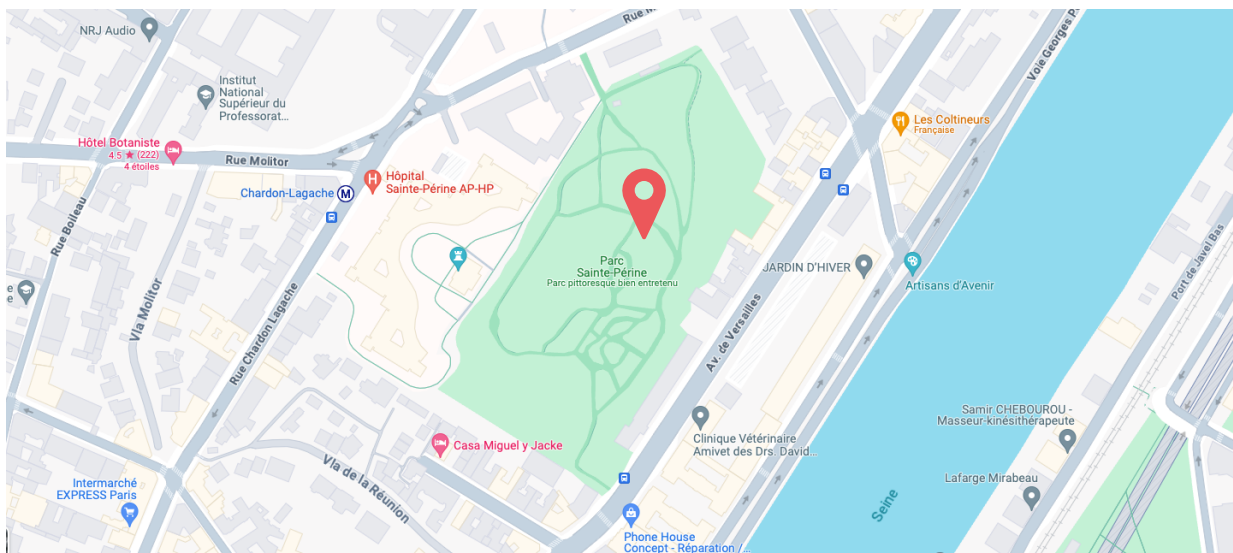 NRJ Audio
Institut
National
Supérieur du
Professorat...
Hôtel Botaniste
4.5 ★ (222)
4 étoiles
Rue Molitor
Chardon-Lagache
M
H
Hôpital
Sainte-Périne AP-HP
Rue Boileau
Vla Molitor
Rue Chardon Lagache
Parc
Sainte-Périne
Parc pittoresque bien entretenu
Les Coltineurs
Française
Voie Georges P
JARDIN D'HIVER
Artisans d'Avenir
Av. de Versailles
Port de Javel Bas
Casa Miguel y Jacke
Clinique Vétérinaire
Amivet des Drs. David...
Samir CHEBOUROU -
Masseur-kinésithérapeute
Vla de la Réunion
Intermarché
EXPRESS Paris
Lafarge Mirabeau
Seine
Phone House
Concept - Réparation /...